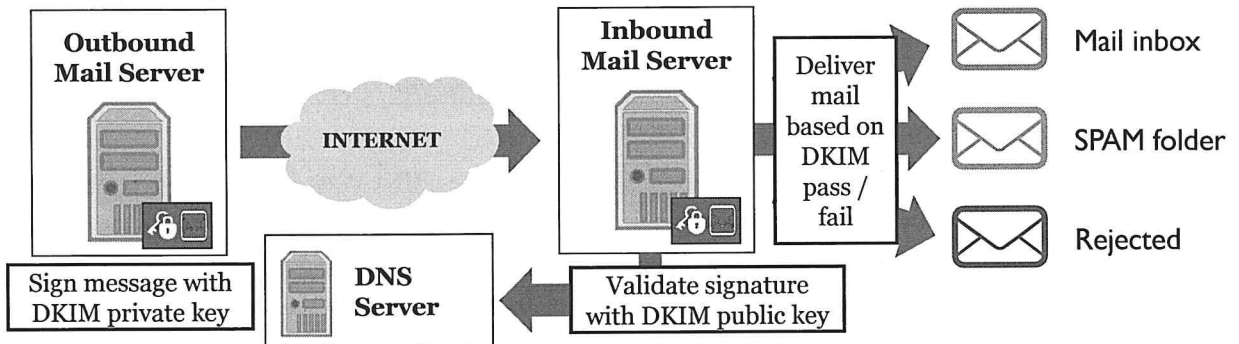 Outbound
Mail Server
Sign message with
DKIM private key
INTERNET
DNS
Server
Inbound
Mail Server
Validate signature
with DKIM public key
Deliver
mail
based on
DKIM
pass /
fail
Mail inbox
SPAM folder
Rejected